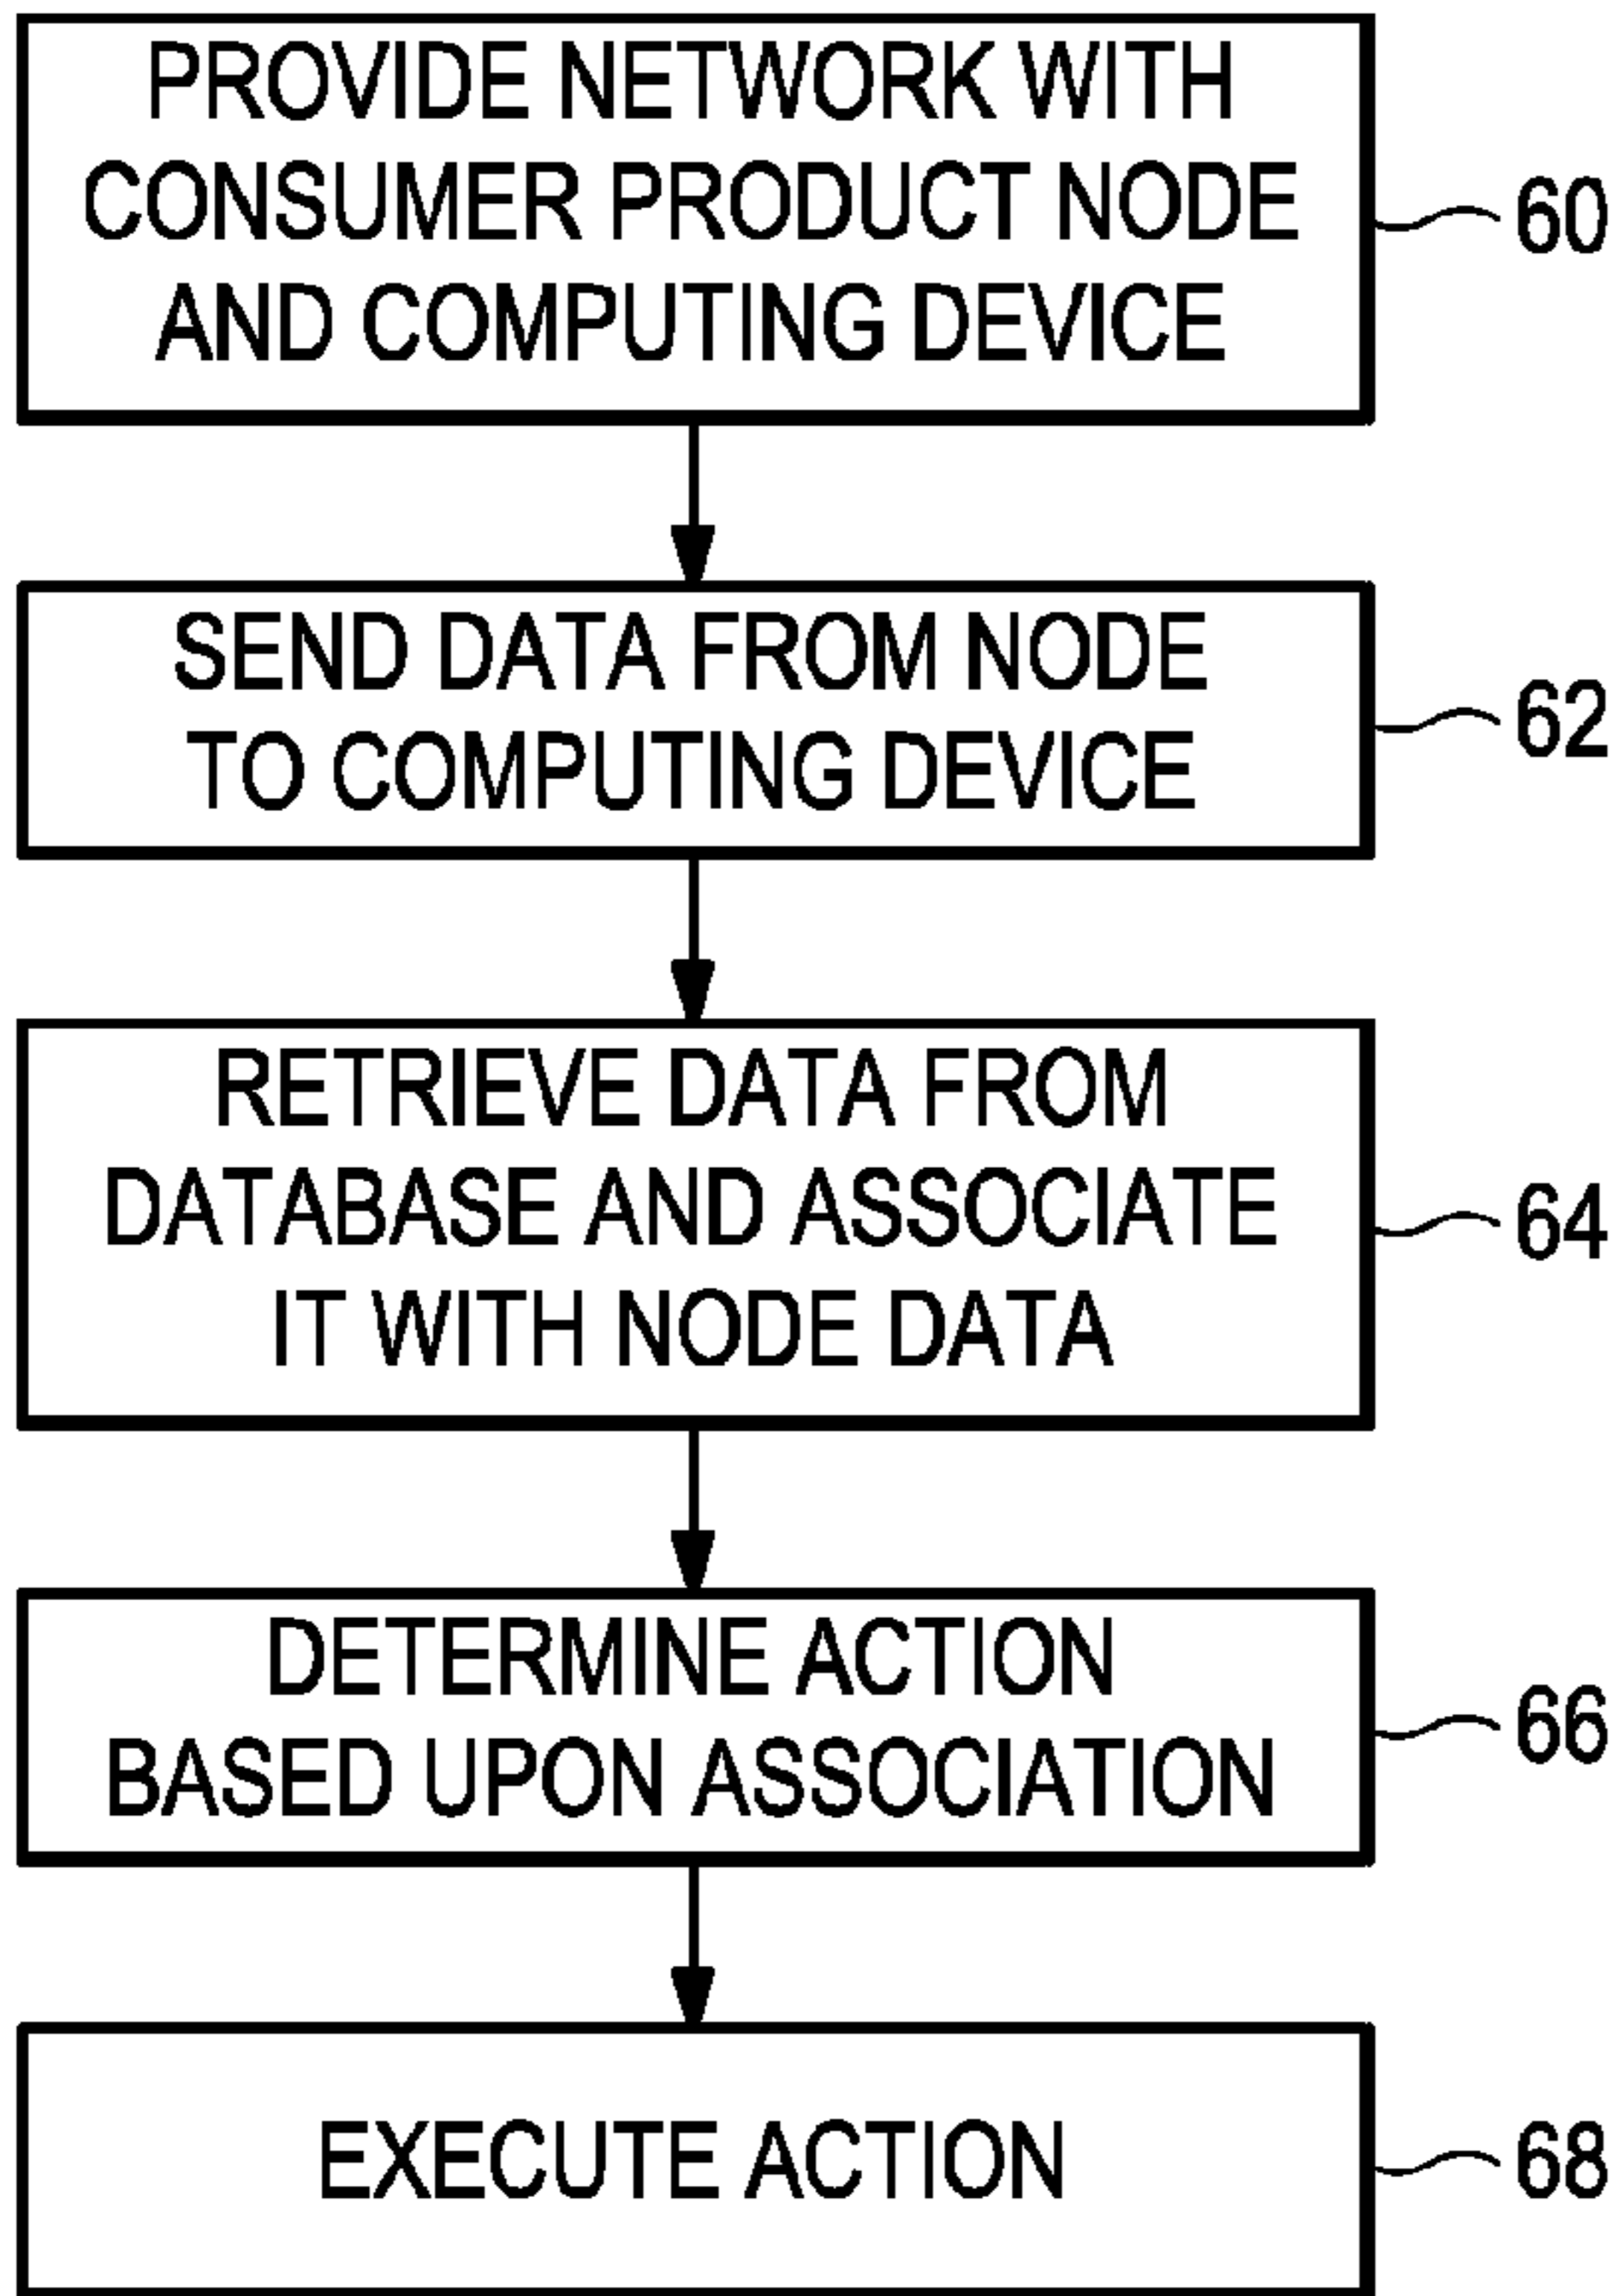 PROVIDE NETWORK WITH
CONSUMER PRODUCT NODE
AND COMPUTING DEVICE
60
SEND DATA FROM NODE
TO COMPUTING DEVICE
62
RETRIEVE DATA FROM
DATABASE AND ASSOCIATE
IT WITH NODE DATA
64
DETERMINE ACTION
BASED UPON ASSOCIATION
66
EXECUTE ACTION
68